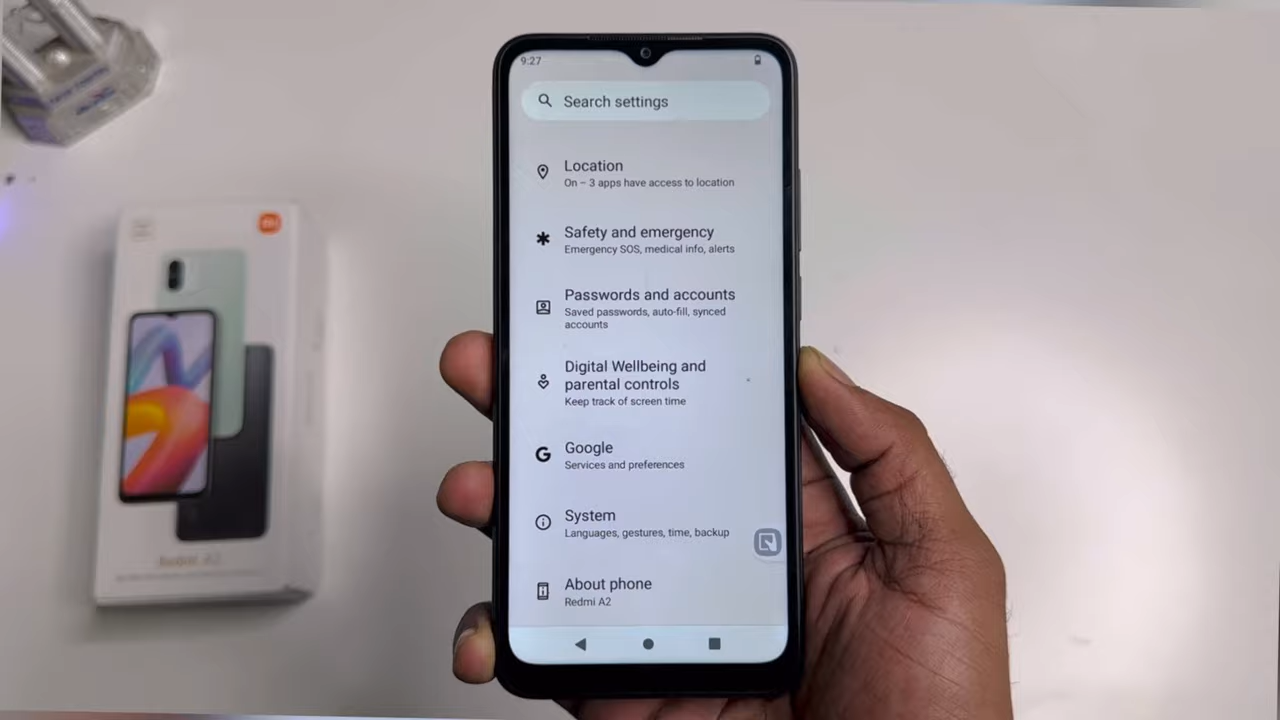 9:27
Search settings
Location
On – 3 apps have access to location
Safety and emergency
Emergency SOS, medical info, alerts
Passwords and accounts
Saved passwords, auto-fill, synced
accounts
Digital Wellbeing and
parental controls
Keep track of screen time
Google
Services and preferences
System
Languages, gestures, time, backup
About phone
Redmi A2
Redmi A2